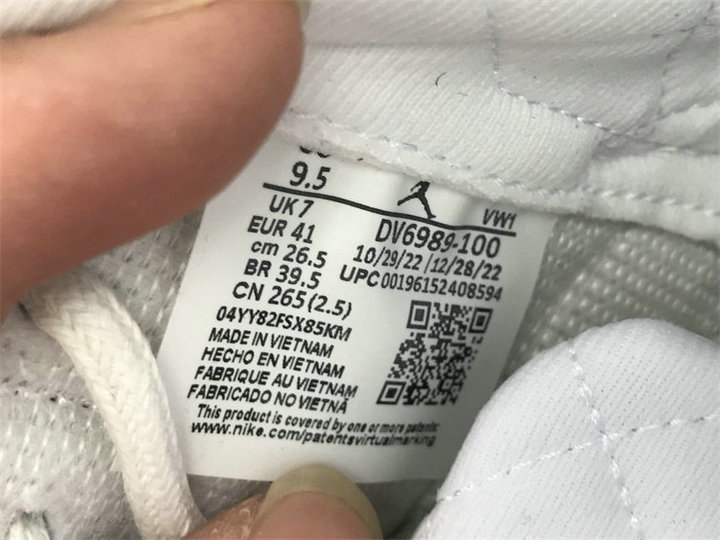 9.5
UK 7
EUR 41
cm 26.5
BR 39.5
CN 265 (2.5)
04YY82FSX85KM
MADE IN VIETNAM
HECHO EN VIETNAM
FABRIQUE AU VIETNAM
FABRICADO NO VIETNÃ
VW1
DV6989-100
10/29/22 | 12/28/22
UPC 00196152408594
This product is covered by one or more patents:
www.nike.com/patentsvirtualmarking